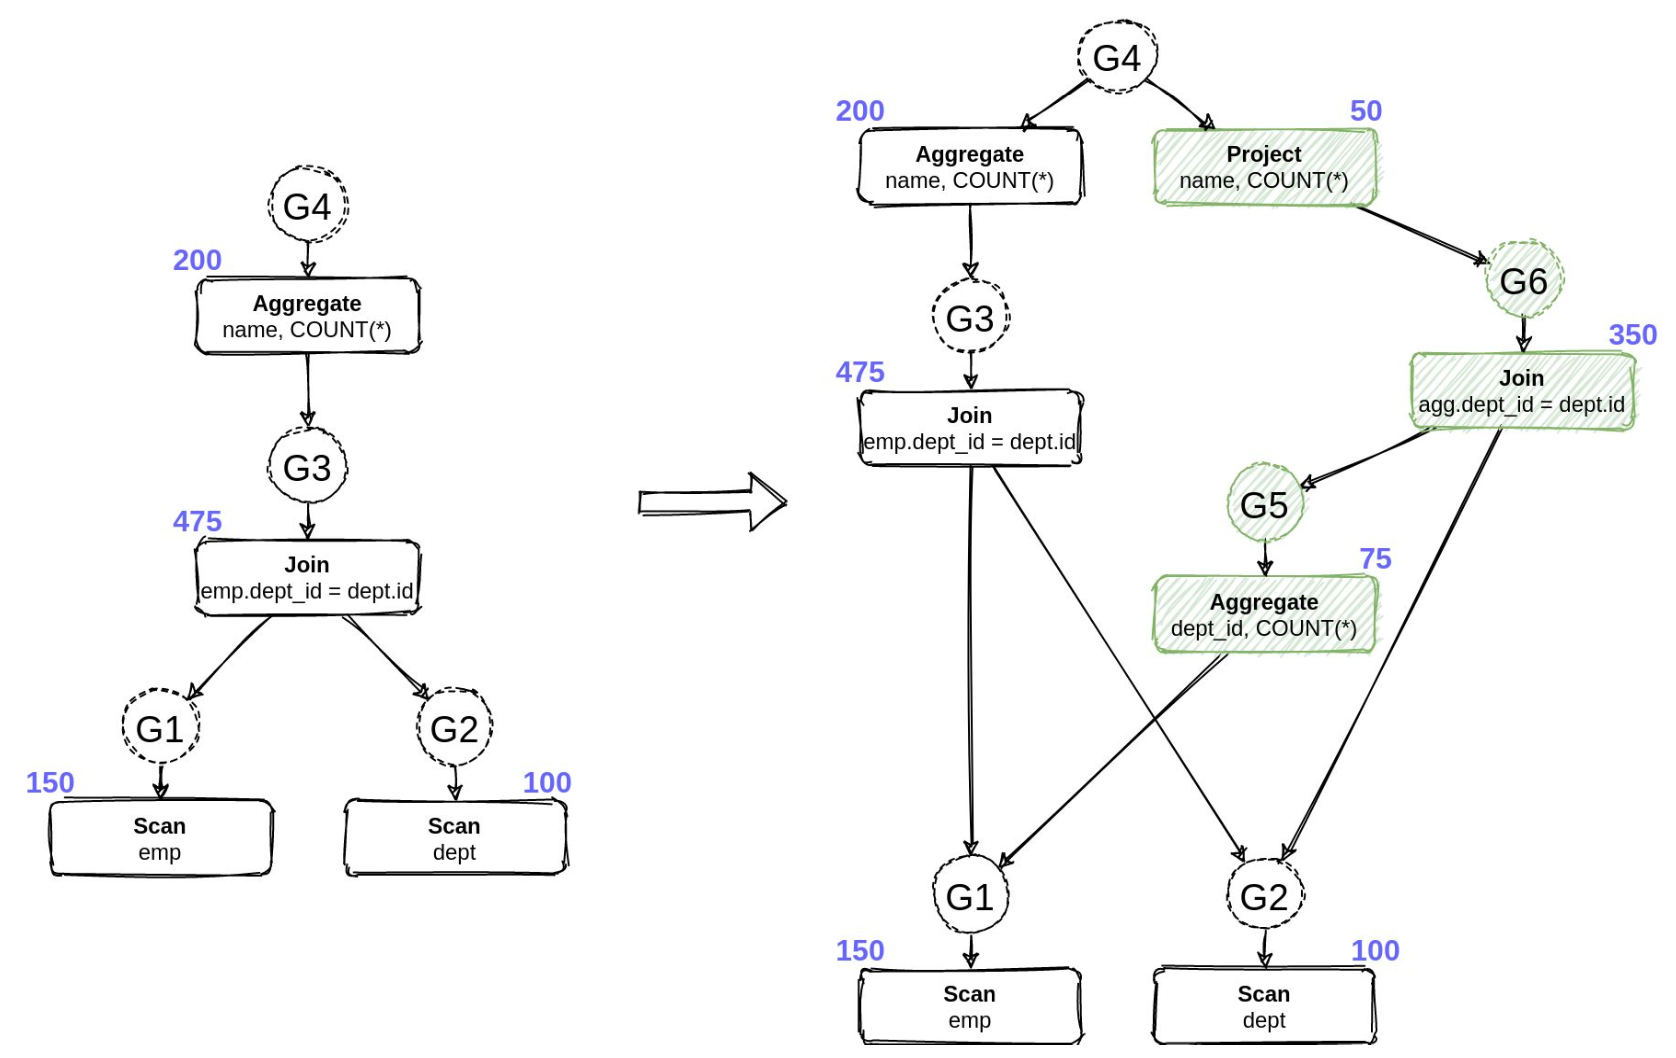 G4
200
Aggregate
name, COUNT(*)
G3
475
Join
emp.dept_id = dept.id
G1
G2
150
100
Scan
emp
Scan
dept
G4
200
50
Aggregate
name, COUNT(*)
Project
name, COUNT(*)
G3
G6
475
350
Join
emp.dept_id = dept.id
Join
agg.dept_id = dept.id
G5
75
Aggregate
dept_id, COUNT(*)
G1
G2
150
100
Scan
emp
Scan
dept